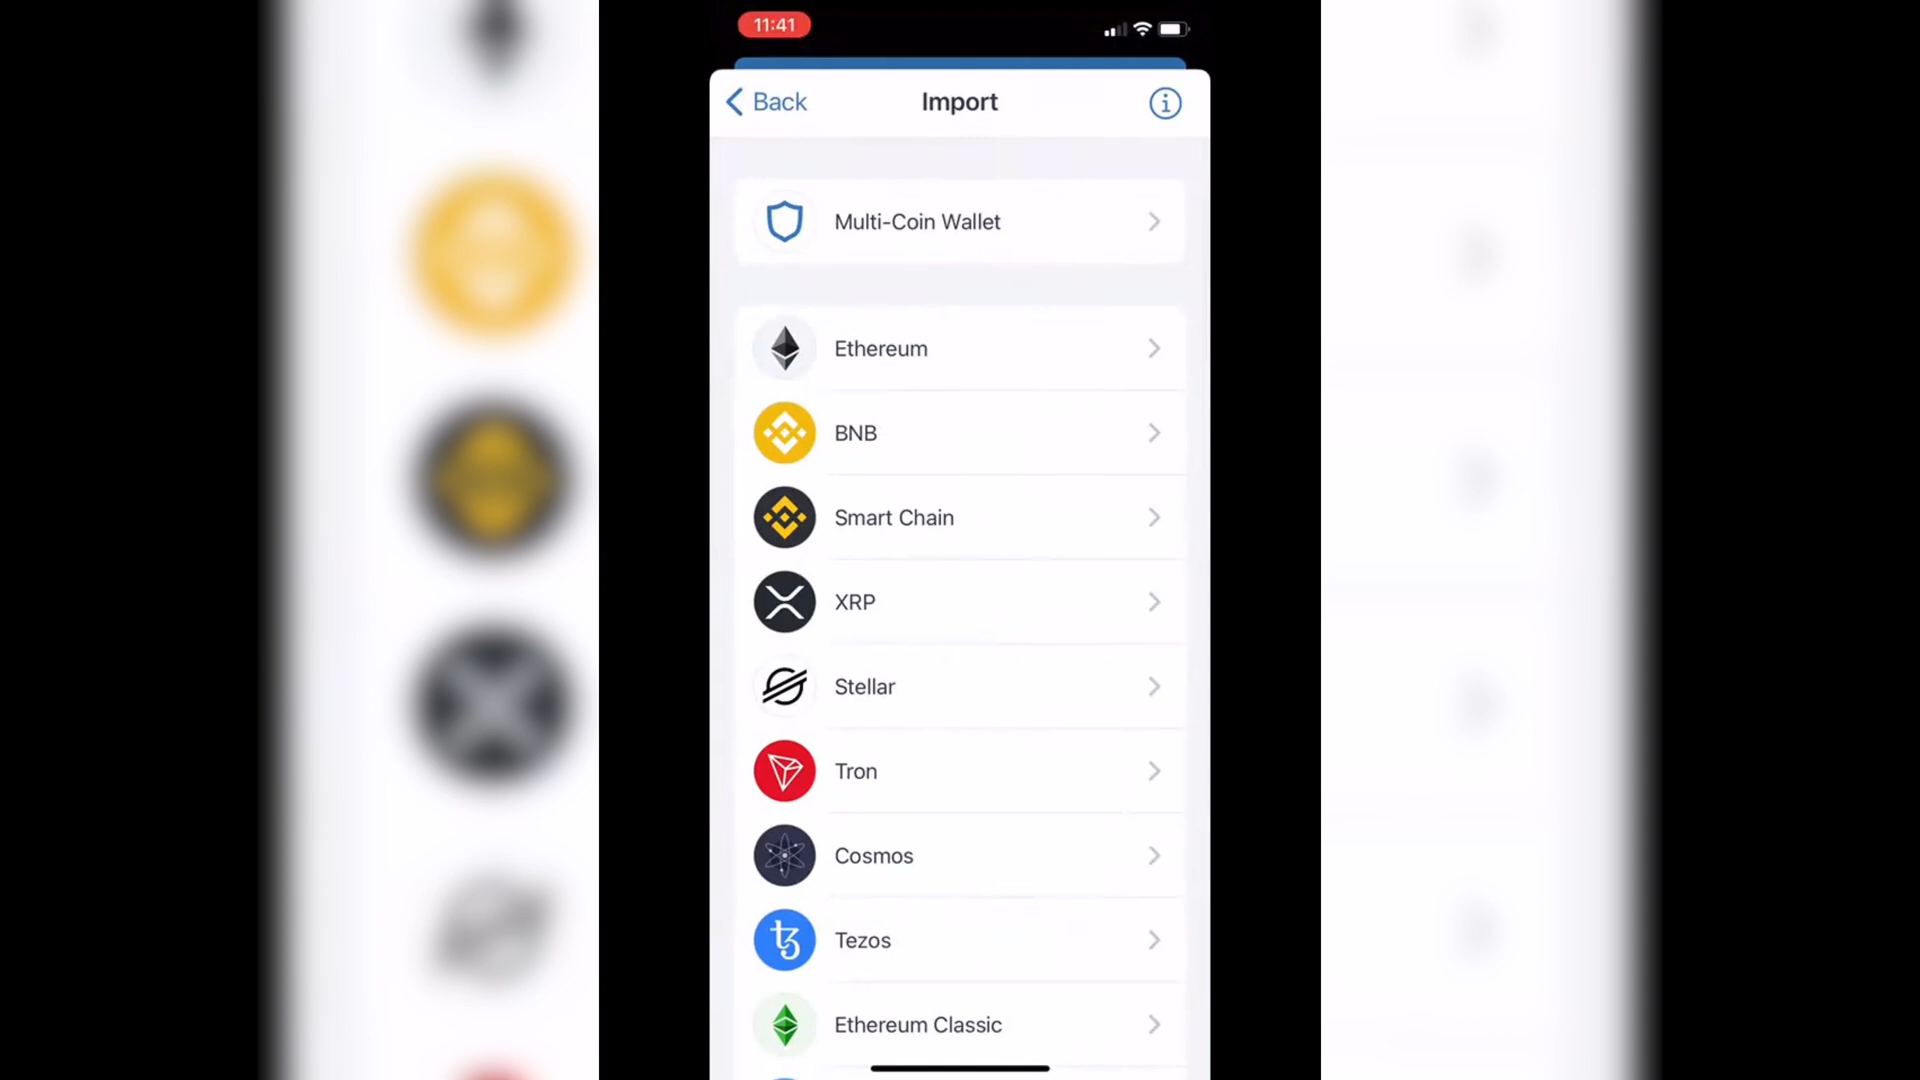 11:41
Back
Import
Multi-Coin Wallet
Ethereum
BNB
Smart Chain
XRP
Stellar
Tron
Cosmos
Tezos
Ethereum Classic